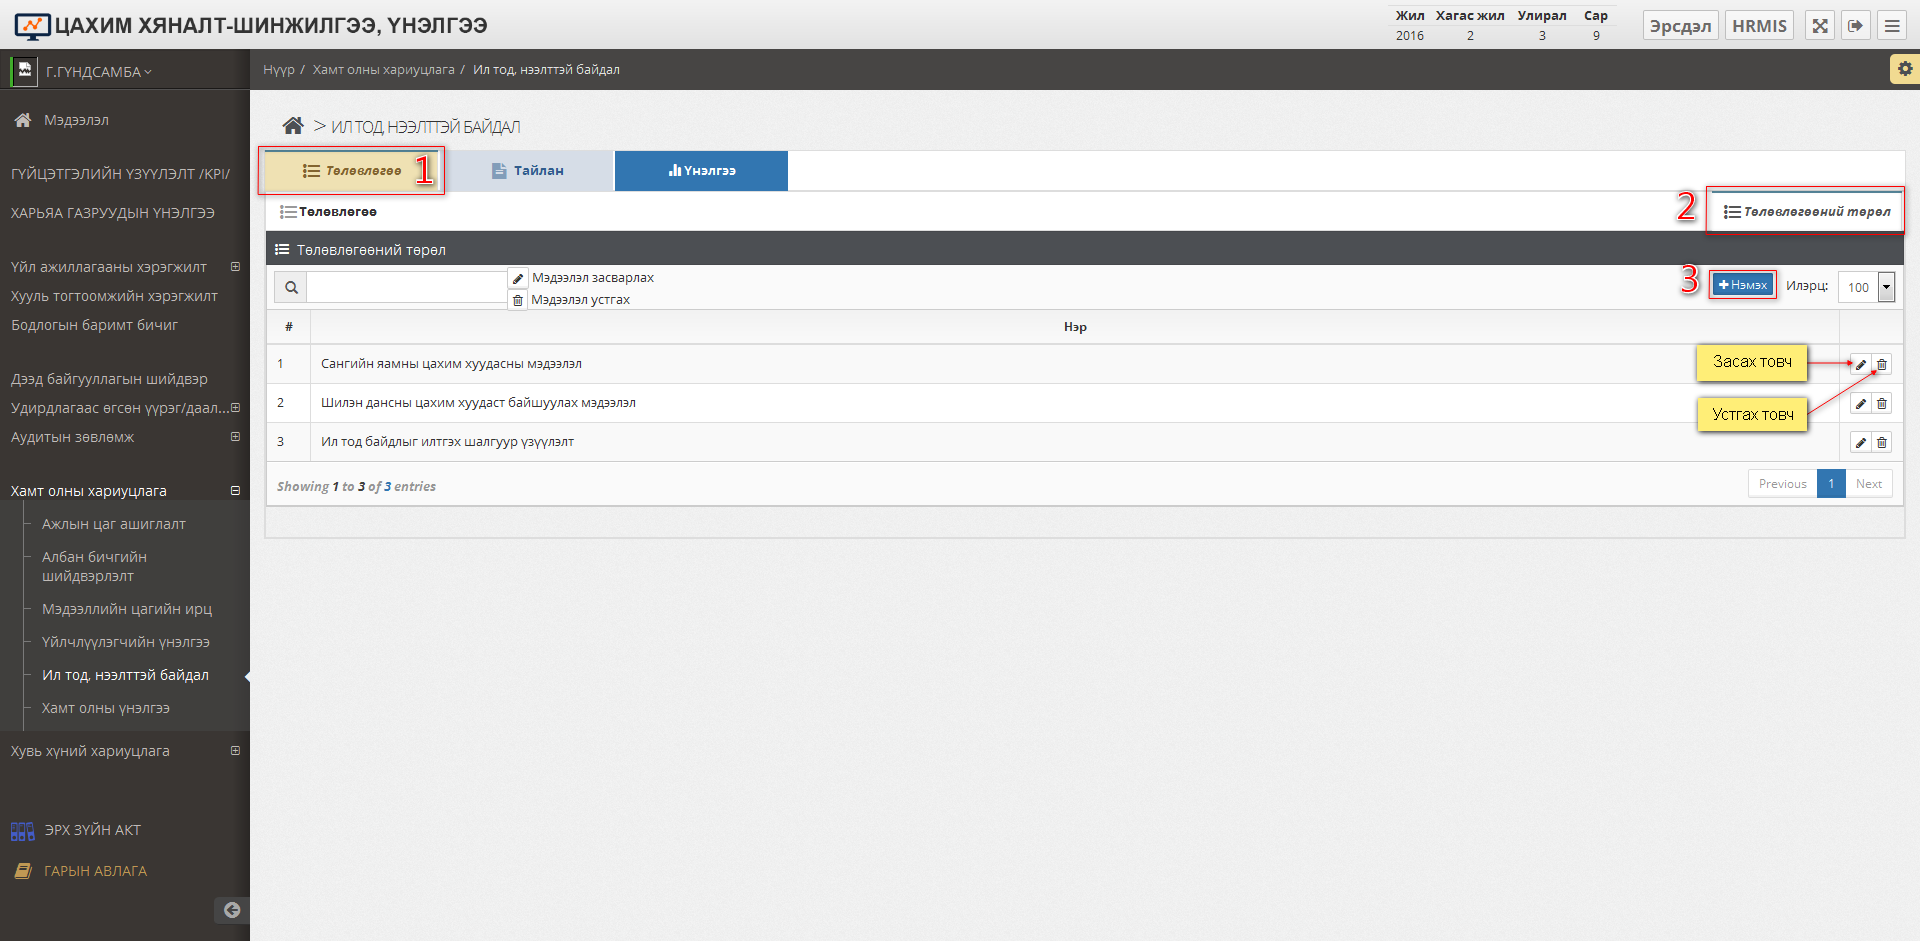 ЦАХИМ ХЯНАЛТ-ШИНЖИЛГЭЭ, ҮНЭЛГЭЭ
Жил Хагас жил Улирал Сар
2016 2 3 9
Эрсдэл HRMIS
Г.ГҮНДСАМБА
Нүүр / Хамт олны хариуцлага / Ил тод, нээлттэй байдал
Мэдээлэл
ГҮЙЦЭТГЭЛИЙН ҮЗҮҮЛЭЛТ /KPI/
ХАРЬЯА ГАЗРУУДЫН ҮНЭЛГЭЭ
Үйл ажиллагааны хэрэгжилт
Хууль тогтоомжийн хэрэгжилт
Бодлогын баримт бичиг
Дээд байгууллагын шийдвэр
Удирдлагаас өгсөн үүрэг/даал...
Аудитын зөвлөмж
Хамт олны хариуцлага
Ажлын цаг ашиглалт
Албан бичгийн
шийдвэрлэлт
Мэдээллийн цагийн ирц
Үйлчлүүлэгчийн үнэлгээ
Ил тод, нээлттэй байдал
Хамт олны үнэлгээ
Хувь хүний хариуцлага
ЭРХ ЗҮЙН АКТ
ГАРЫН АВЛАГА
> ИЛ ТОД, НЭЭЛТТЭЙ БАЙДАЛ
Төлөвлөгөө 1 Тайлан Үнэлгээ
Төлөвлөгөө 2 Төлөвлөгөөний төрөл
Төлөвлөгөөний төрөл
Мэдээлэл засварлах
Мэдээлэл устгах
3 Нэмэх Илэрц: 100
# Нэр
1 Сангийн яамны цахим хуудасны мэдээлэл
Засах товч
2 Шилэн дансны цахим хуудаст байшуулах мэдээлэл
Устгах товч
3 Ил тод байдлыг илтгэх шалгуур үзүүлэлт
Showing 1 to 3 of 3 entries
Previous 1 Next